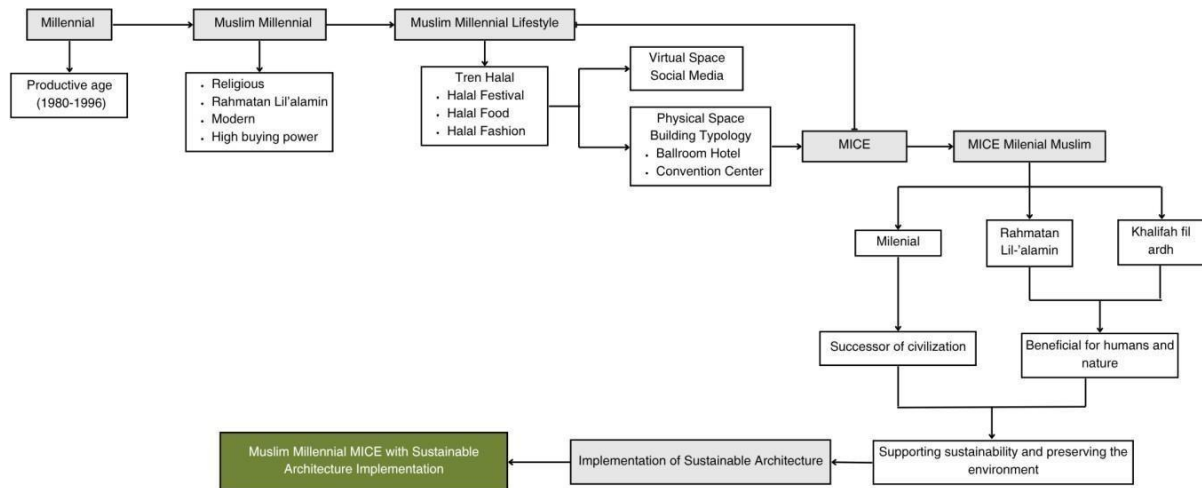 Millennial
Muslim Millennial
Muslim Millennial Lifestyle
Productive age
(1980-1996)
• Religious
• Rahmatan Lil'alamin
• Modern
• High buying power
Tren Halal
• Halal Festival
• Halal Food
• Halal Fashion
Virtual Space
Social Media
Physical Space
Building Typology
• Ballroom Hotel
• Convention Center
MICE
MICE Milenial Muslim
Milenial
Rahmatan
Lil-'alamin
Khalifah fil
ardh
Successor of civilization
Beneficial for humans and
nature
Supporting sustainability and preserving the
environment
Implementation of Sustainable Architecture
Muslim Millennial MICE with Sustainable
Architecture Implementation